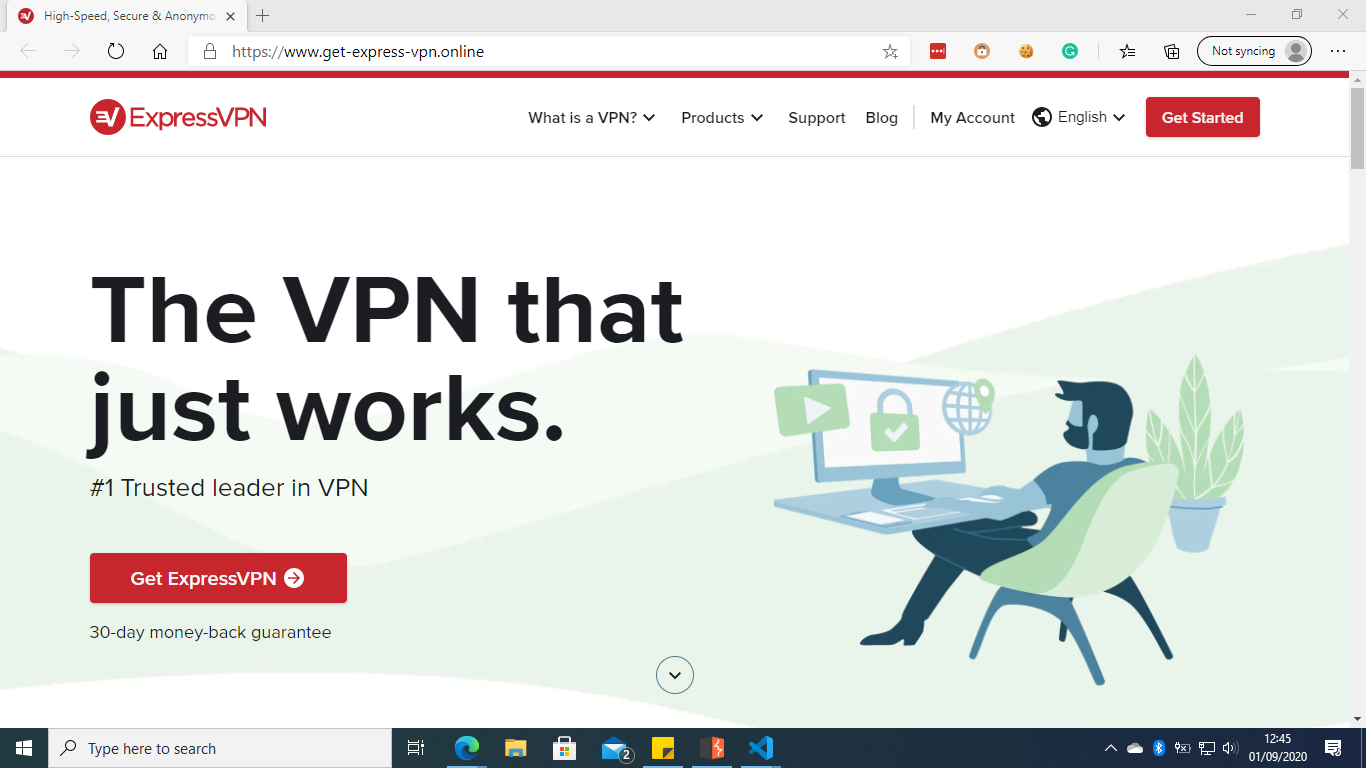 High-Speed, Secure & Anonymo
https://www.get-express-vpn.online
Not syncing
ExpressVPN
What is a VPN?
Products
Support
Blog
My Account
English
Get Started
The VPN that
just works.
#1 Trusted leader in VPN
Get ExpressVPN
30-day money-back guarantee
Type here to search
2
12:45
01/09/2020